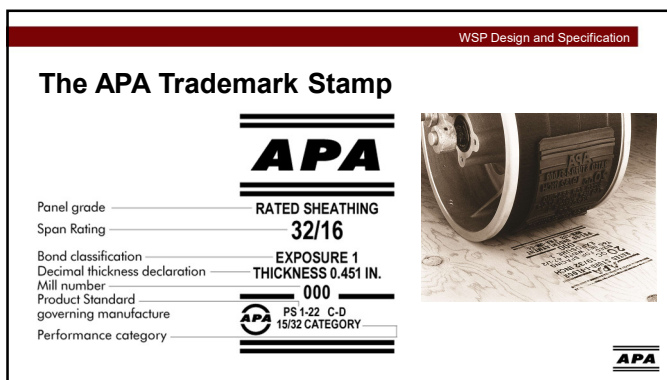 WSP Design and Specification
The APA Trademark Stamp
APA
Panel grade RATED SHEATHING
Span Rating 32/16
Bond classification EXPOSURE 1
Decimal thickness declaration THICKNESS 0.451 IN.
Mill number 000
Product Standard
governing manufacture PS 1-22 C-D
APA
Performance category 15/32 CATEGORY
APA
APA
APA